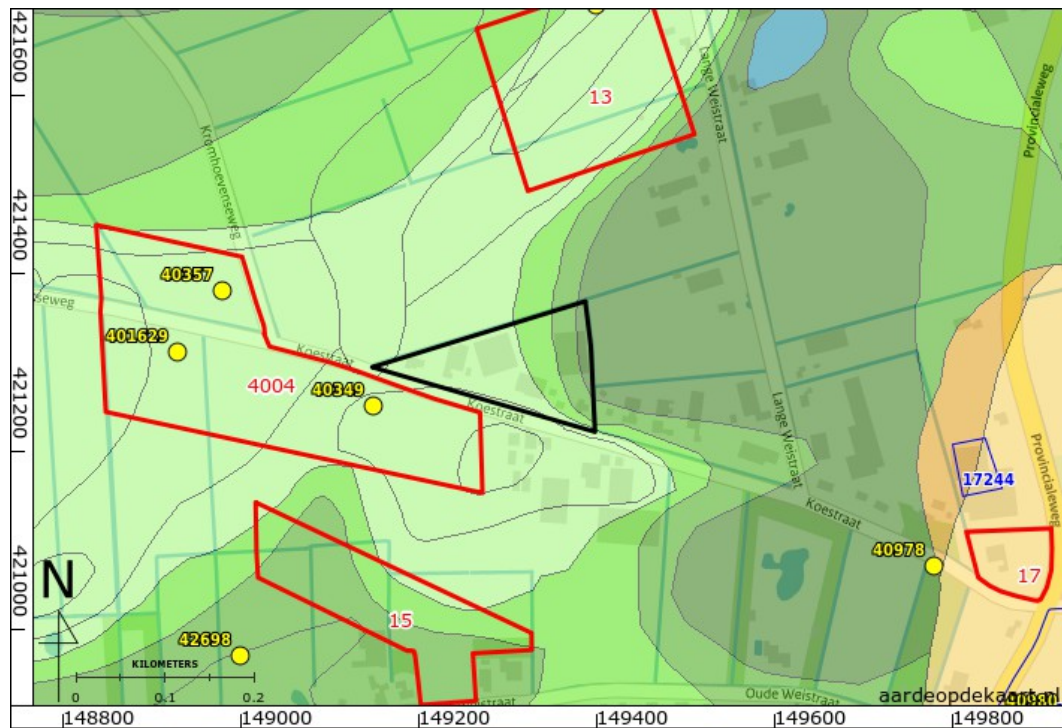 421600
421400
421200
421000
13
Lange Weistraat
Provincialeweg
Kromhoevenseweg
40357
seweg
401629
Koestraat
4004
40349
Koestraat
Lange Weistraat
Provincialeweg
17244
Koestraat
40978
17
N
15
42698
KILOMETERS
0 0.1 0.2
Oude Weistraat
aardeopdekaart.nl
40980
148800 149000 149200 149400 149600 149800